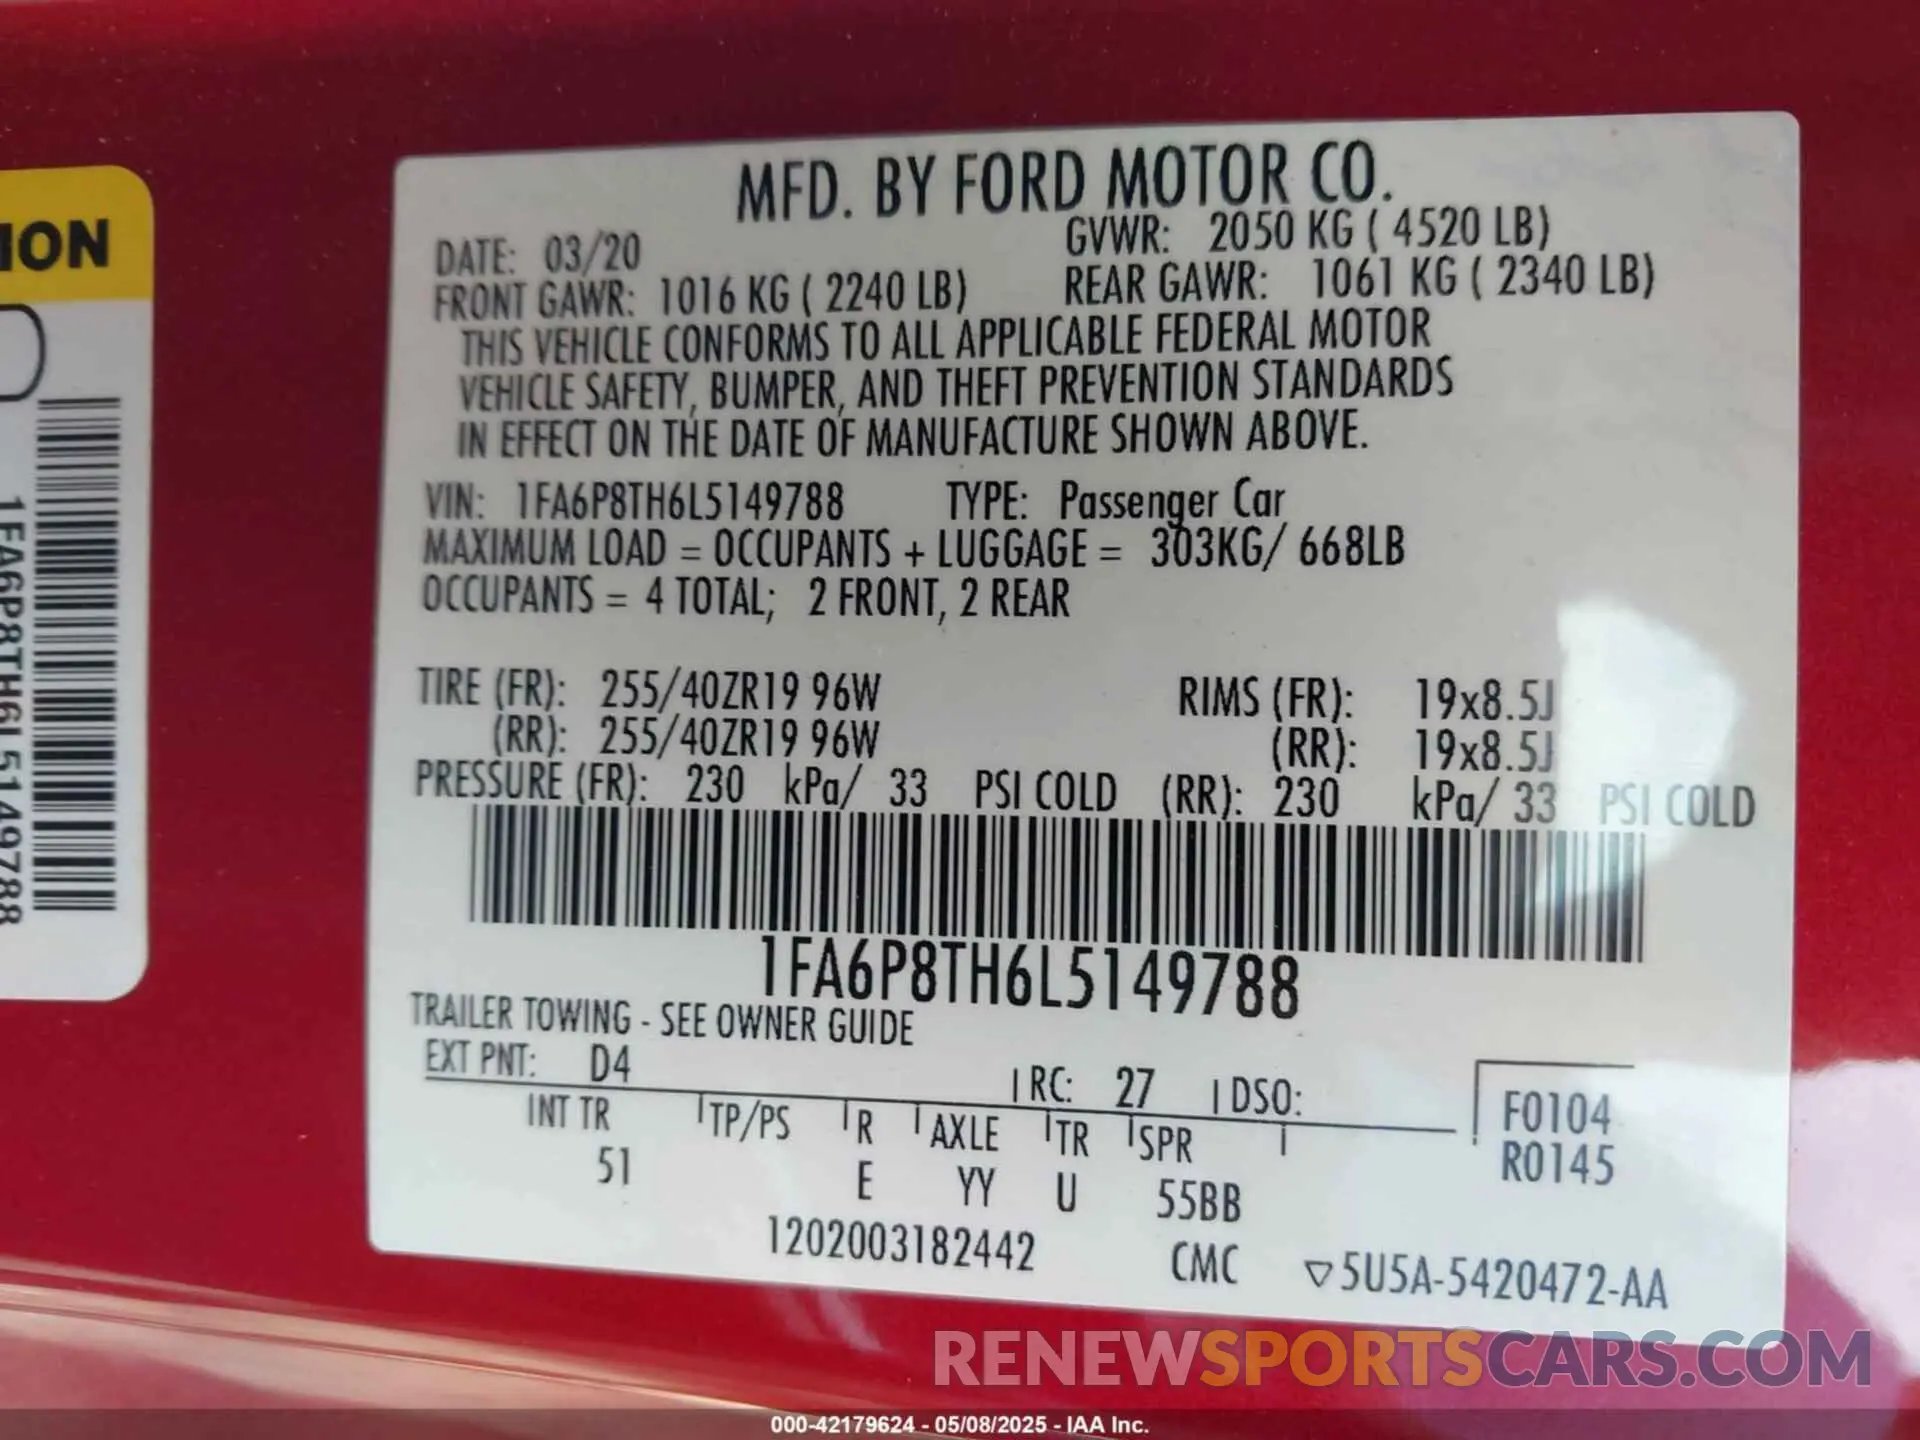 ION
1FA6P8TH6L5149788
MFD. BY FORD MOTOR CO.
DATE: 03/20 GVWR: 2050 KG ( 4520 LB)
FRONT GAWR: 1016 KG ( 2240 LB) REAR GAWR: 1061 KG ( 2340 LB)
THIS VEHICLE CONFORMS TO ALL APPLICABLE FEDERAL MOTOR
VEHICLE SAFETY, BUMPER, AND THEFT PREVENTION STANDARDS
IN EFFECT ON THE DATE OF MANUFACTURE SHOWN ABOVE.
VIN: 1FA6P8TH6L5149788 TYPE: Passenger Car
MAXIMUM LOAD = OCCUPANTS + LUGGAGE = 303KG/ 668LB
OCCUPANTS = 4 TOTAL; 2 FRONT, 2 REAR
TIRE (FR): 255/40ZR19 96W RIMS (FR): 19x8.5J
(RR): 255/40ZR19 96W (RR): 19x8.5J
PRESSURE (FR): 230 kPa/ 33 PSI COLD (RR): 230 kPa/ 33 PSI COLD
1FA6P8TH6L5149788
TRAILER TOWING - SEE OWNER GUIDE
EXT PNT: D4 RC: 27 DSO: F0104
INT TR TP/PS R AXLE TR SPR R0145
51 E YY U 55BB
1202003182442 CMC ▽5U5A-5420472-AA
RENEWSPORTSCARS.COM
000-42179624 - 05/08/2025 - IAA Inc.